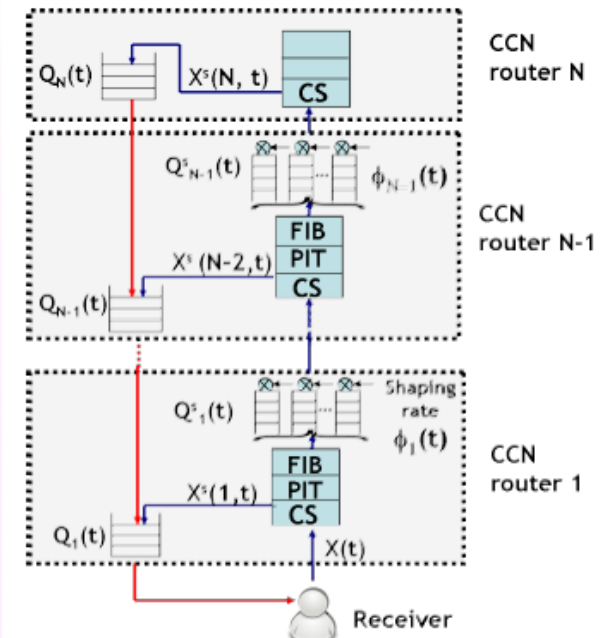 CCN
router N
Q_N(t)
X^s(N, t)
CS
Q^s_{N-1}(t)
...
ϕ_{N-1}(t)
FIB
PIT
CS
X^s (N-2,t)
Q_{N-1}(t)
CCN
router N-1
Shaping
rate
Q^s_1(t)
...
ϕ_1(t)
FIB
PIT
CS
X^s(1,t)
Q_1(t)
CCN
router 1
X(t)
Receiver